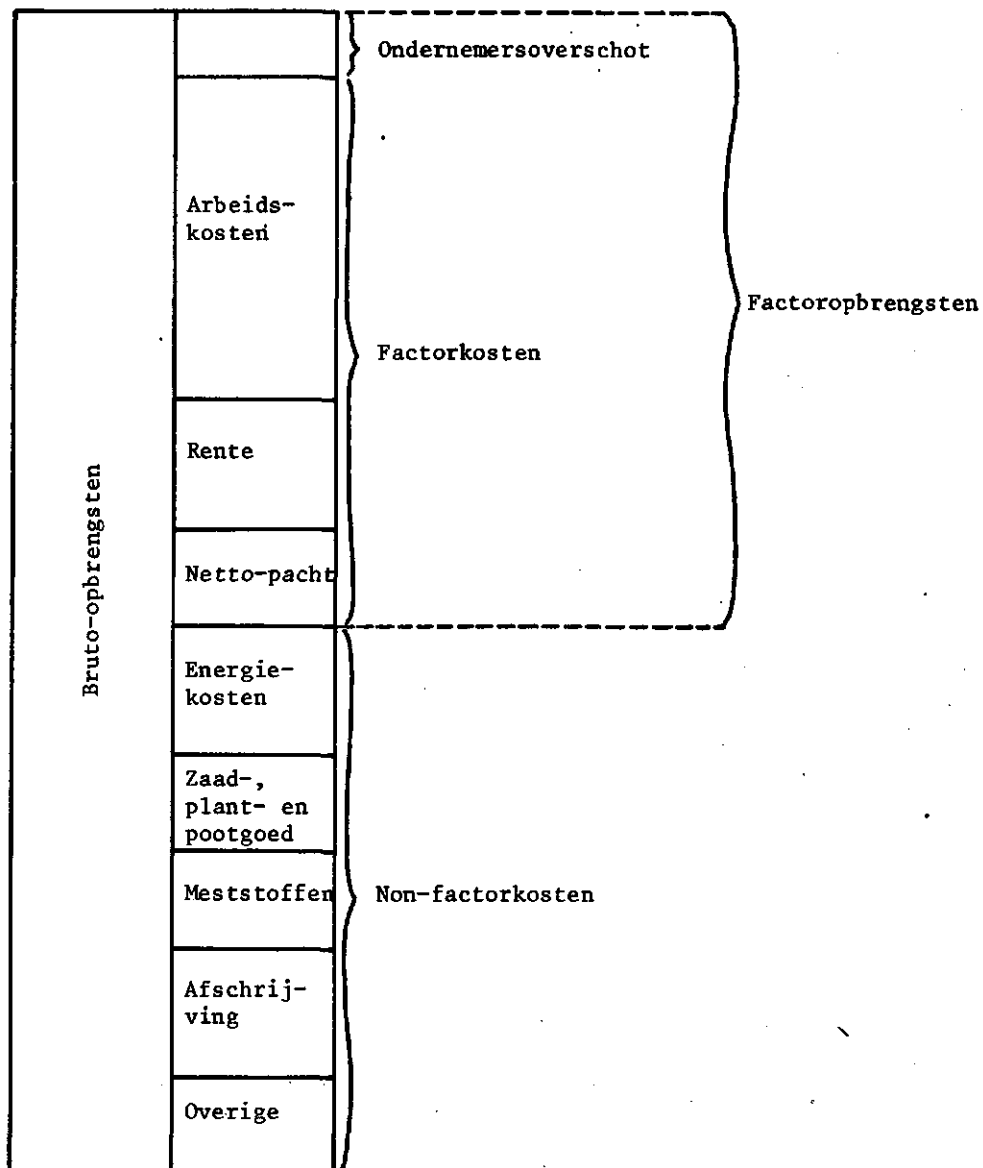 Ondernemersoverschot
Arbeids-
kosten
Factoropbrengsten
Factorkosten
Rente
Bruto-opbrengsten
Netto-pacht
Energie-
kosten
Zaad-,
plant- en
pootgoed
Meststoffen
Non-factorkosten
Afschrij-
ving
Overige